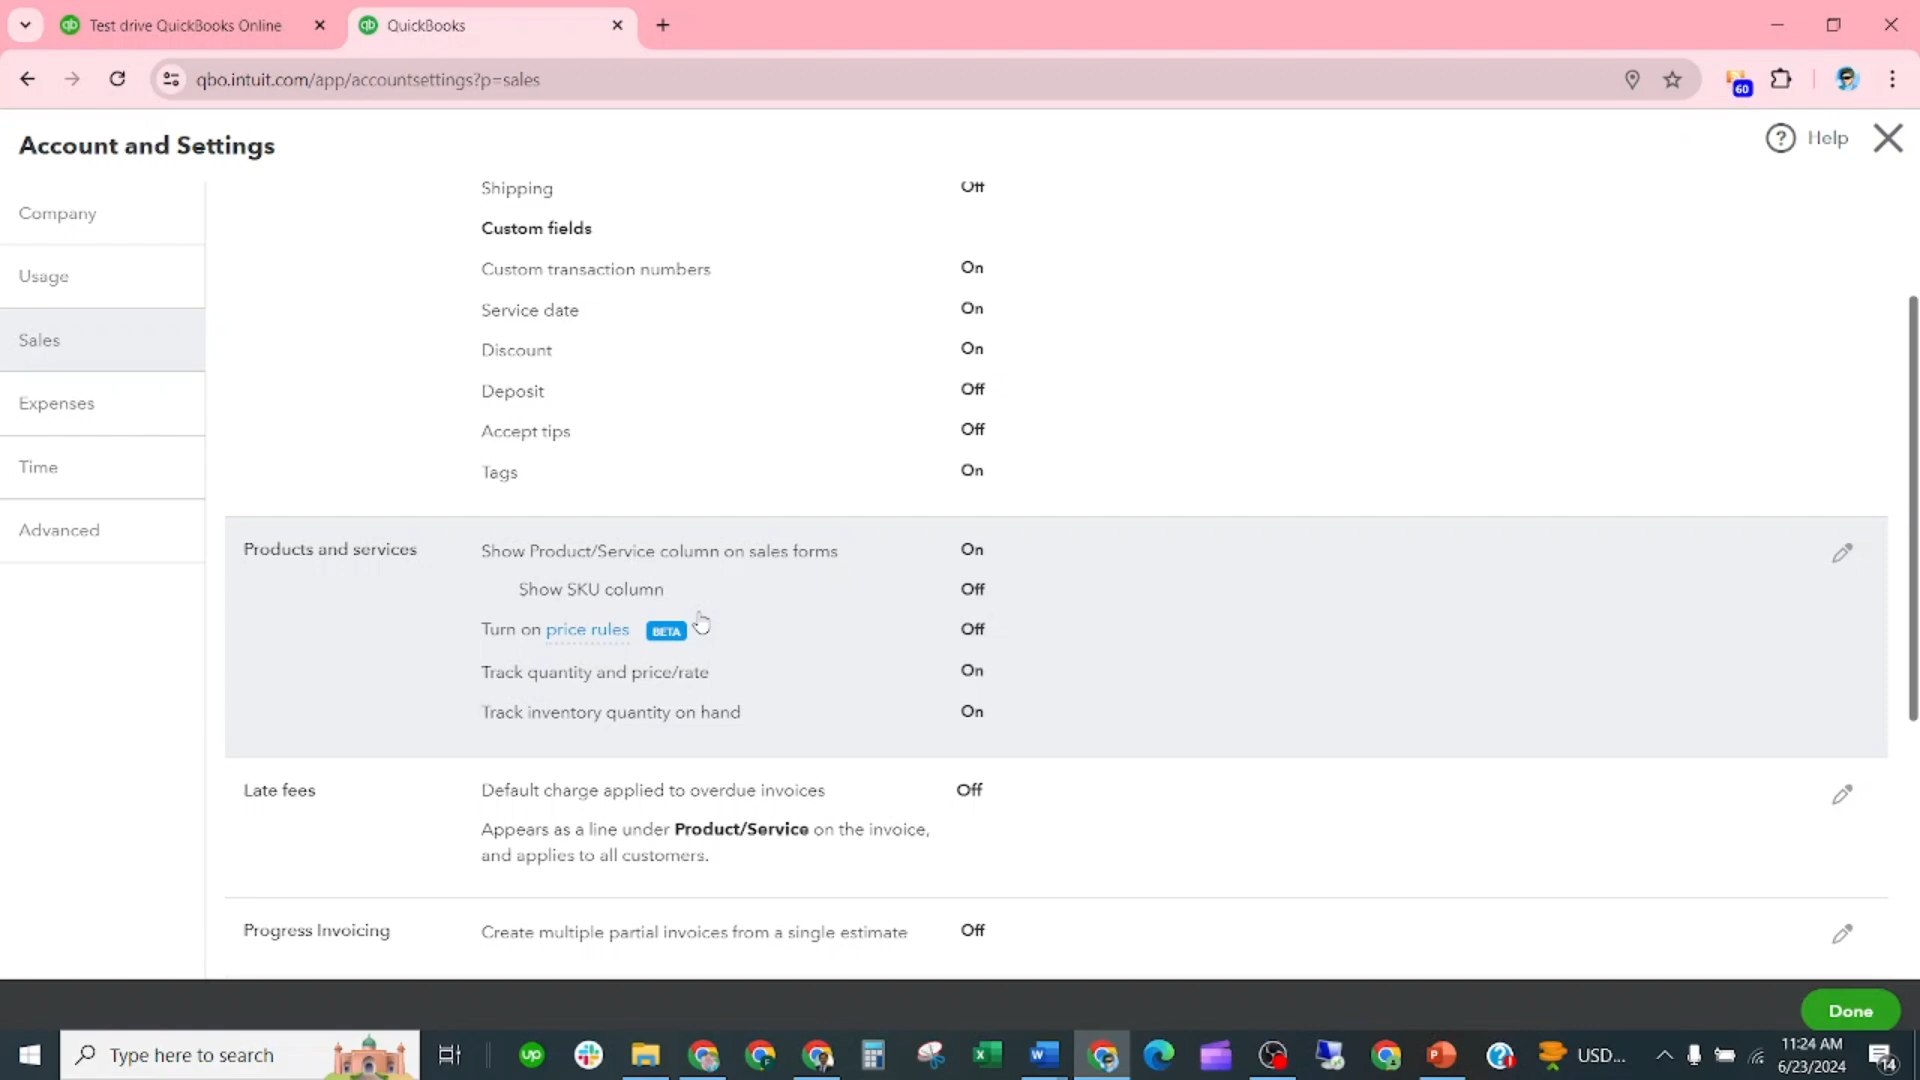 Test drive QuickBooks Online
QuickBooks
qbo.intuit.com/app/accountsettings?p=sales
60
Account and Settings
? Help
Company
Usage
Sales
Expenses
Time
Advanced
Shipping Off
Custom fields
Custom transaction numbers On
Service date On
Discount On
Deposit Off
Accept tips Off
Tags On
Products and services Show Product/Service column on sales forms On
Show SKU column Off
Turn on price rules BETA Off
Track quantity and price/rate On
Track inventory quantity on hand On
Late fees Default charge applied to overdue invoices Off
Appears as a line under Product/Service on the invoice,
and applies to all customers.
Progress Invoicing Create multiple partial invoices from a single estimate Off
Done
Type here to search
USD...
11:24 AM
6/23/2024
14